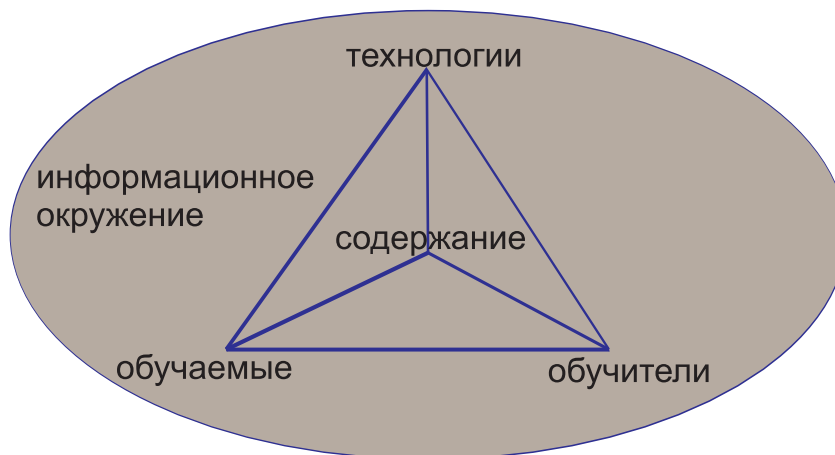 технологии
информационное
окружение
содержание
обучаемые
обучители